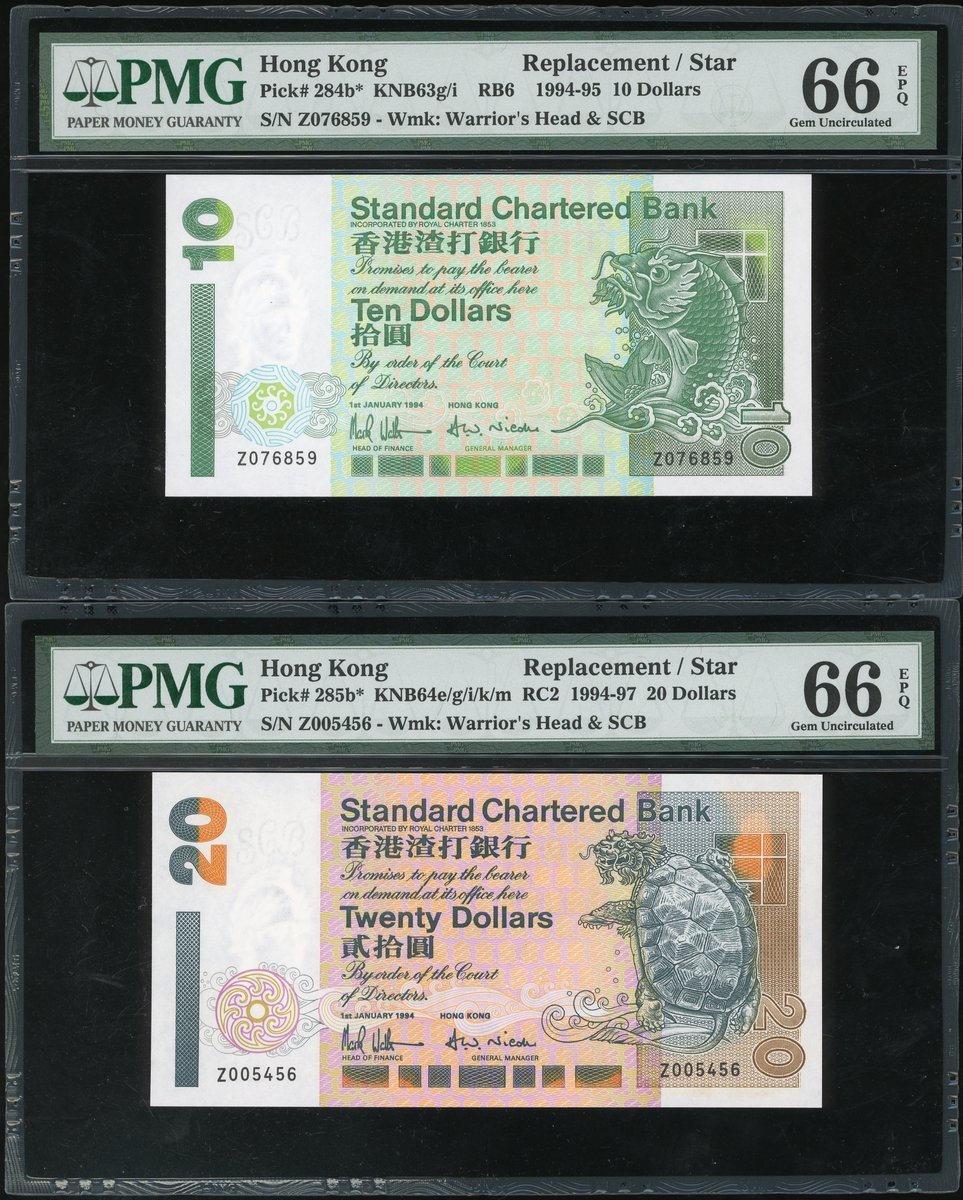 PMG
PAPER MONEY GUARANTY
Hong Kong Replacement / Star
Pick# 284b* KNB63g/i RB6 1994-95 10 Dollars
S/N Z076859 - Wmk: Warrior's Head & SCB
66 EPQ
Gem Uncirculated
10
SCB
Standard Chartered Bank
INCORPORATED BY ROYAL CHARTER 1853
香港渣打銀行
Promises to pay the bearer
on demand at its office here
Ten Dollars
拾圓
By order of the Court
of Directors.
1st JANUARY 1994 HONG KONG
Mark Wall A.W. Nicolle
HEAD OF FINANCE GENERAL MANAGER
Z076859 Z076859
10
PMG
PAPER MONEY GUARANTY
Hong Kong Replacement / Star
Pick# 285b* KNB64e/g/i/k/m RC2 1994-97 20 Dollars
S/N Z005456 - Wmk: Warrior's Head & SCB
66 EPQ
Gem Uncirculated
20
SCB
Standard Chartered Bank
INCORPORATED BY ROYAL CHARTER 1853
香港渣打銀行
Promises to pay the bearer
on demand at its office here
Twenty Dollars
貳拾圓
By order of the Court
of Directors.
1st JANUARY 1994 HONG KONG
HEAD OF FINANCE GENERAL MANAGER
Z005456 Z005456
20